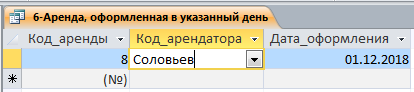 6-Аренда, оформленная в указанный день
Код_аренды Код_арендатора Дата_оформления
8 Соловьев 01.12.2018
(№)